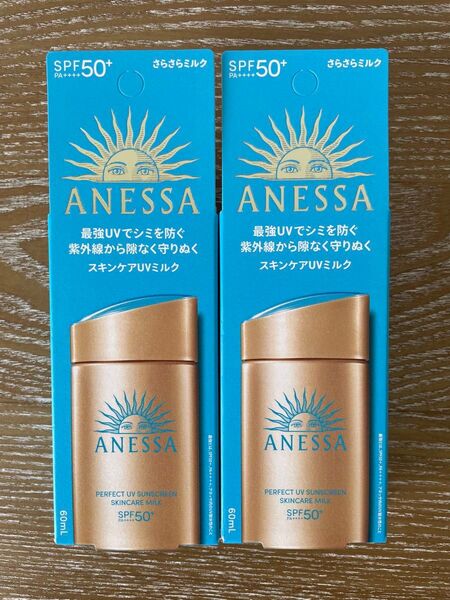 SPF50+
PA++++
さらさらミルク
ANESSA
最強UVでシミを防ぐ
紫外線から隙なく守りぬく
スキンケアUVミルク
ANESSA
PERFECT UV SUNSCREEN
SKINCARE MILK
SPF50+
PA++++
60mL
SPF50+
PA++++
さらさらミルク
ANESSA
最強UVでシミを防ぐ
紫外線から隙なく守りぬく
スキンケアUVミルク
ANESSA
PERFECT UV SUNSCREEN
SKINCARE MILK
SPF50+
PA++++
60mL